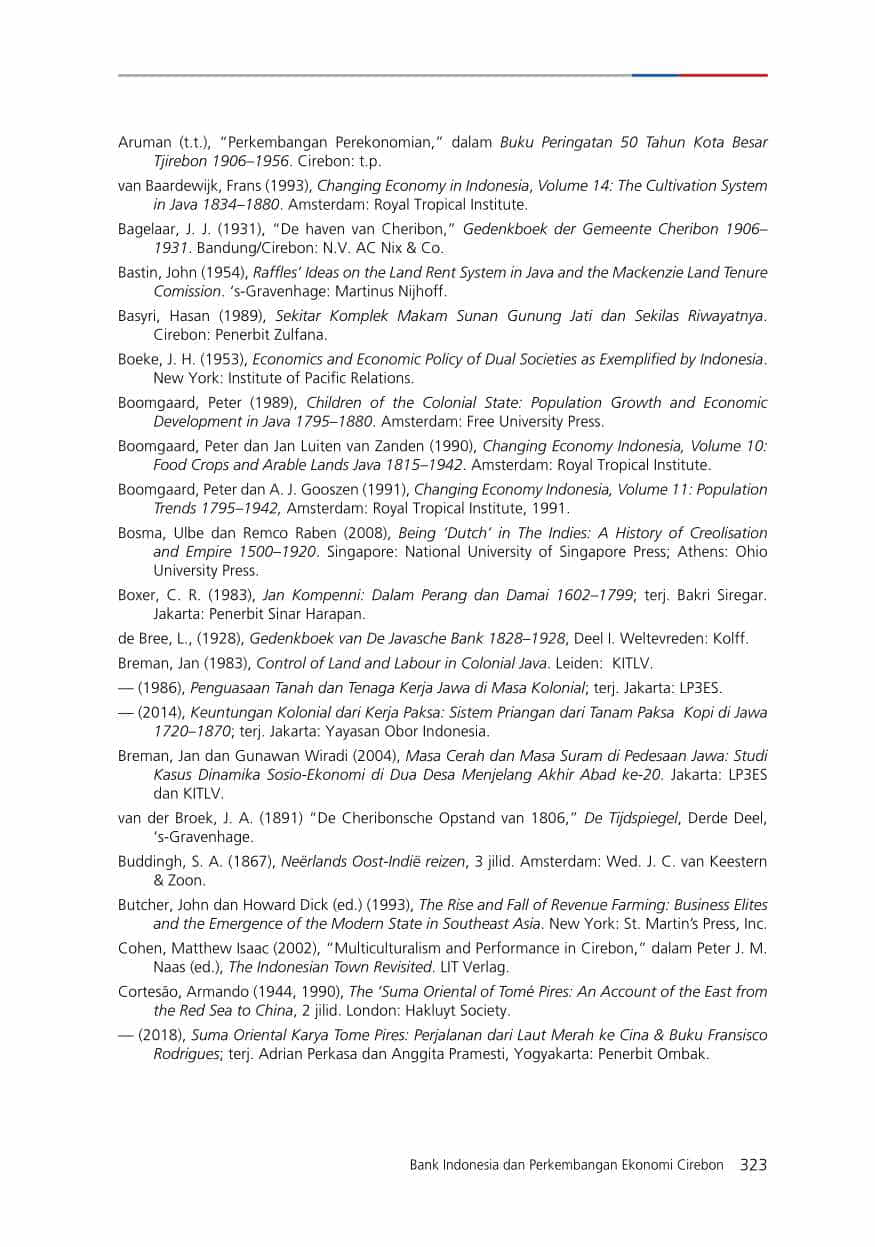 Aruman (t.t.), “Perkembangan Perekonomian,” dalam Buku Peringatan 50 Tahun Kota Besar
Tjirebon 1906–1956. Cirebon: t.p.
van Baardewijk, Frans (1993), Changing Economy in Indonesia, Volume 14: The Cultivation System
in Java 1834–1880. Amsterdam: Royal Tropical Institute.
Bagelaar, J. J. (1931), “De haven van Cheribon,” Gedenkboek der Gemeente Cheribon 1906–
1931. Bandung/Cirebon: N.V. AC Nix & Co.
Bastin, John (1954), Raffles’ Ideas on the Land Rent System in Java and the Mackenzie Land Tenure
Comission. ‘s-Gravenhage: Martinus Nijhoff.
Basyri, Hasan (1989), Sekitar Komplek Makam Sunan Gunung Jati dan Sekilas Riwayatnya.
Cirebon: Penerbit Zulfana.
Boeke, J. H. (1953), Economics and Economic Policy of Dual Societies as Exemplified by Indonesia.
New York: Institute of Pacific Relations.
Boomgaard, Peter (1989), Children of the Colonial State: Population Growth and Economic
Development in Java 1795–1880. Amsterdam: Free University Press.
Boomgaard, Peter dan Jan Luiten van Zanden (1990), Changing Economy Indonesia, Volume 10:
Food Crops and Arable Lands Java 1815–1942. Amsterdam: Royal Tropical Institute.
Boomgaard, Peter dan A. J. Gooszen (1991), Changing Economy Indonesia, Volume 11: Population
Trends 1795–1942, Amsterdam: Royal Tropical Institute, 1991.
Bosma, Ulbe dan Remco Raben (2008), Being ‘Dutch’ in The Indies: A History of Creolisation
and Empire 1500–1920. Singapore: National University of Singapore Press; Athens: Ohio
University Press.
Boxer, C. R. (1983), Jan Kompenni: Dalam Perang dan Damai 1602–1799; terj. Bakri Siregar.
Jakarta: Penerbit Sinar Harapan.
de Bree, L., (1928), Gedenkboek van De Javasche Bank 1828–1928, Deel I. Weltevreden: Kolff.
Breman, Jan (1983), Control of Land and Labour in Colonial Java. Leiden: KITLV.
— (1986), Penguasaan Tanah dan Tenaga Kerja Jawa di Masa Kolonial; terj. Jakarta: LP3ES.
— (2014), Keuntungan Kolonial dari Kerja Paksa: Sistem Priangan dari Tanam Paksa Kopi di Jawa
1720–1870; terj. Jakarta: Yayasan Obor Indonesia.
Breman, Jan dan Gunawan Wiradi (2004), Masa Cerah dan Masa Suram di Pedesaan Jawa: Studi
Kasus Dinamika Sosio-Ekonomi di Dua Desa Menjelang Akhir Abad ke-20. Jakarta: LP3ES
dan KITLV.
van der Broek, J. A. (1891) “De Cheribonsche Opstand van 1806,” De Tijdspiegel, Derde Deel,
‘s-Gravenhage.
Buddingh, S. A. (1867), Neërlands Oost-Indië reizen, 3 jilid. Amsterdam: Wed. J. C. van Keestern
& Zoon.
Butcher, John dan Howard Dick (ed.) (1993), The Rise and Fall of Revenue Farming: Business Elites
and the Emergence of the Modern State in Southeast Asia. New York: St. Martin’s Press, Inc.
Cohen, Matthew Isaac (2002), “Multiculturalism and Performance in Cirebon,” dalam Peter J. M.
Naas (ed.), The Indonesian Town Revisited. LIT Verlag.
Cortesão, Armando (1944, 1990), The ‘Suma Oriental of Tomé Pires: An Account of the East from
the Red Sea to China, 2 jilid. London: Hakluyt Society.
— (2018), Suma Oriental Karya Tome Pires: Perjalanan dari Laut Merah ke Cina & Buku Fransisco
Rodrigues; terj. Adrian Perkasa dan Anggita Pramesti, Yogyakarta: Penerbit Ombak.
Bank Indonesia dan Perkembangan Ekonomi Cirebon 323